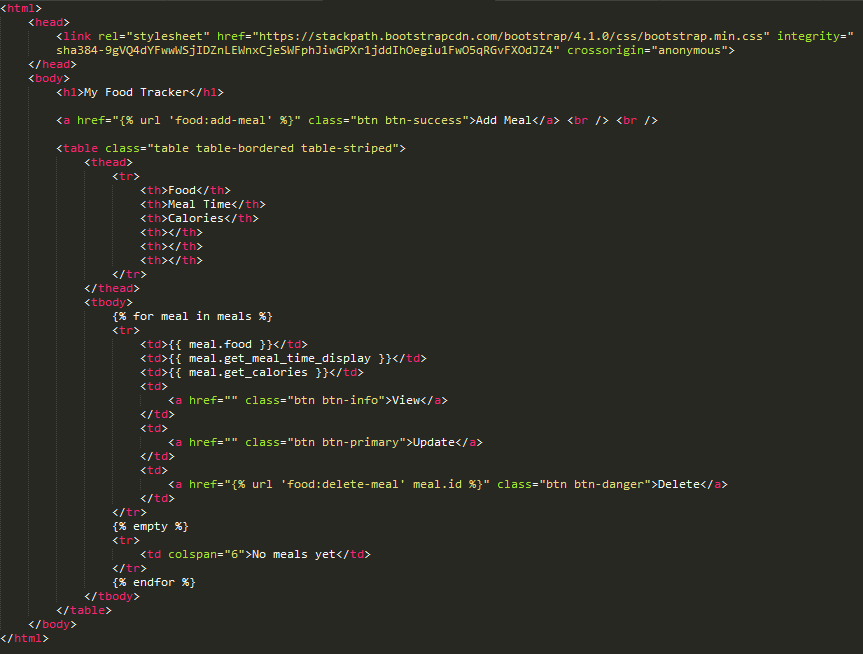 <html>
<head>
<link rel="stylesheet" href="https://stackpath.bootstrapcdn.com/bootstrap/4.1.0/css/bootstrap.min.css" integrity="
sha384-9gVQ4dYFwwWSjIDZnLEWnxCjeSWFphJiwGPXr1jddIhOegiu1FwO5qRGvFXOdJZ4" crossorigin="anonymous">
</head>
<body>
<h1>My Food Tracker</h1>
<a href="{% url 'food:add-meal' %}" class="btn btn-success">Add Meal</a> <br /> <br />
<table class="table table-bordered table-striped">
<thead>
<tr>
<th>Food</th>
<th>Meal Time</th>
<th>Calories</th>
<th></th>
<th></th>
<th></th>
</tr>
</thead>
<tbody>
{% for meal in meals %}
<tr>
<td>{{ meal.food }}</td>
<td>{{ meal.get_meal_time_display }}</td>
<td>{{ meal.get_calories }}</td>
<td>
<a href="" class="btn btn-info">View</a>
</td>
<td>
<a href="" class="btn btn-primary">Update</a>
</td>
<td>
<a href="{% url 'food:delete-meal' meal.id %}" class="btn btn-danger">Delete</a>
</td>
</tr>
{% empty %}
<tr>
<td colspan="6">No meals yet</td>
</tr>
{% endfor %}
</tbody>
</table>
</body>
</html>